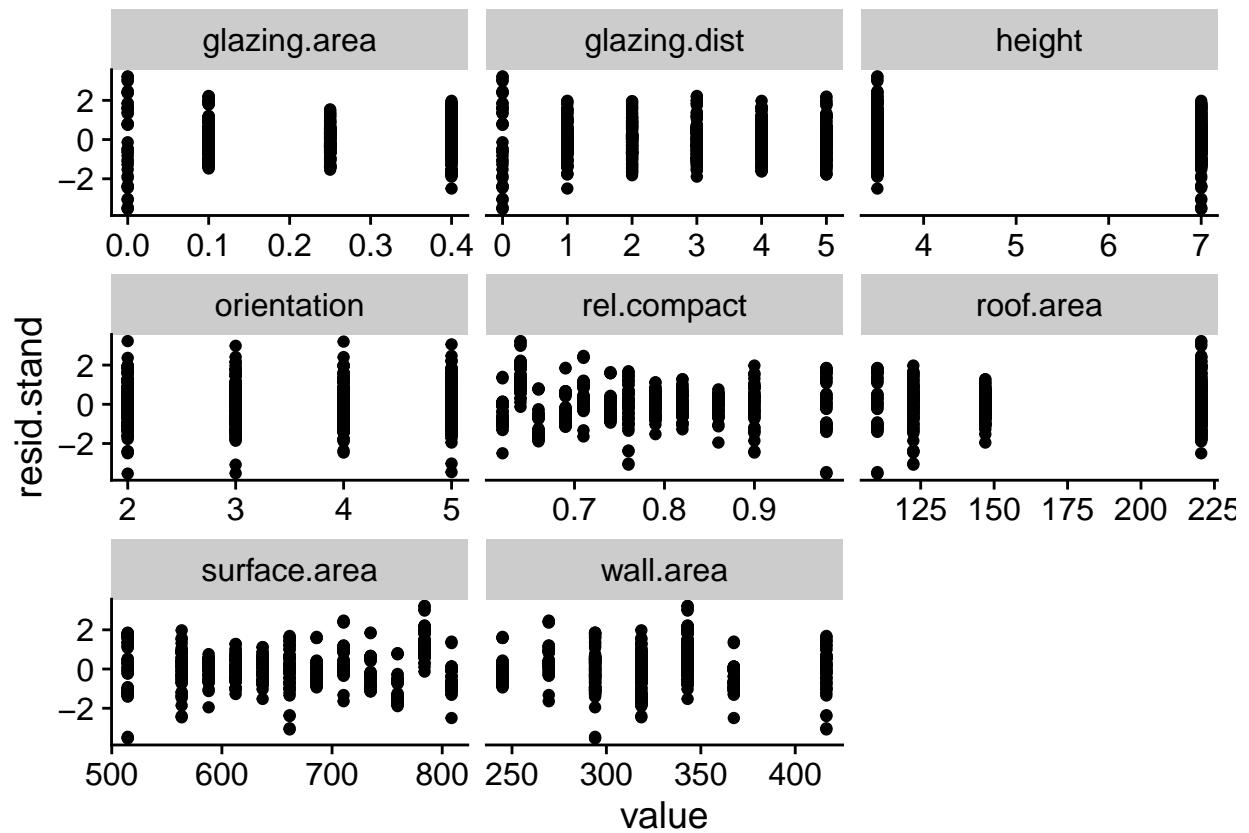 glazing.area glazing.dist height
2
0
−2
0.0 0.1 0.2 0.3 0.4 0 1 2 3 4 5 4 5 6 7
orientation rel.compact roof.area
2
0
−2
2 3 4 5 0.7 0.8 0.9 125 150 175 200 225
surface.area wall.area
2
0
−2
500 600 700 800 250 300 350 400
resid.stand
value